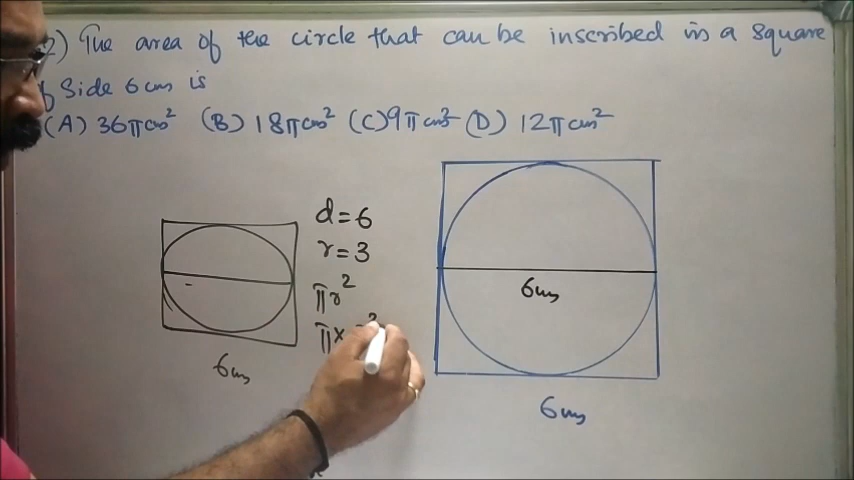 2) The area of the circle that can be inscribed in a square
of Side 6cm is
(A) 36πcm² (B) 18πcm² (C) 9πcm² (D) 12πcm²
d=6
r=3
πr²
π×
6cm
6cm
6cm